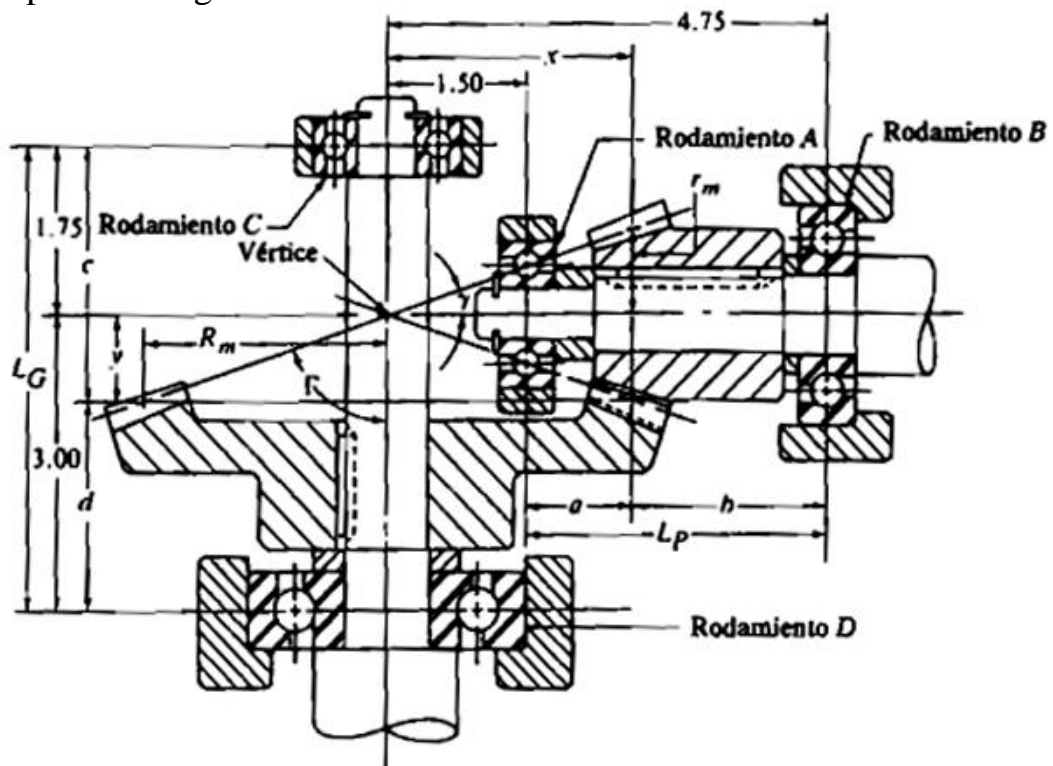 4.75
x
1.50
Rodamiento A
Rodamiento B
r_m
1.75
Rodamiento C
c
Vértice
γ
R_m
y
L_G
Γ
3.00
d
a
b
L_P
Rodamiento D